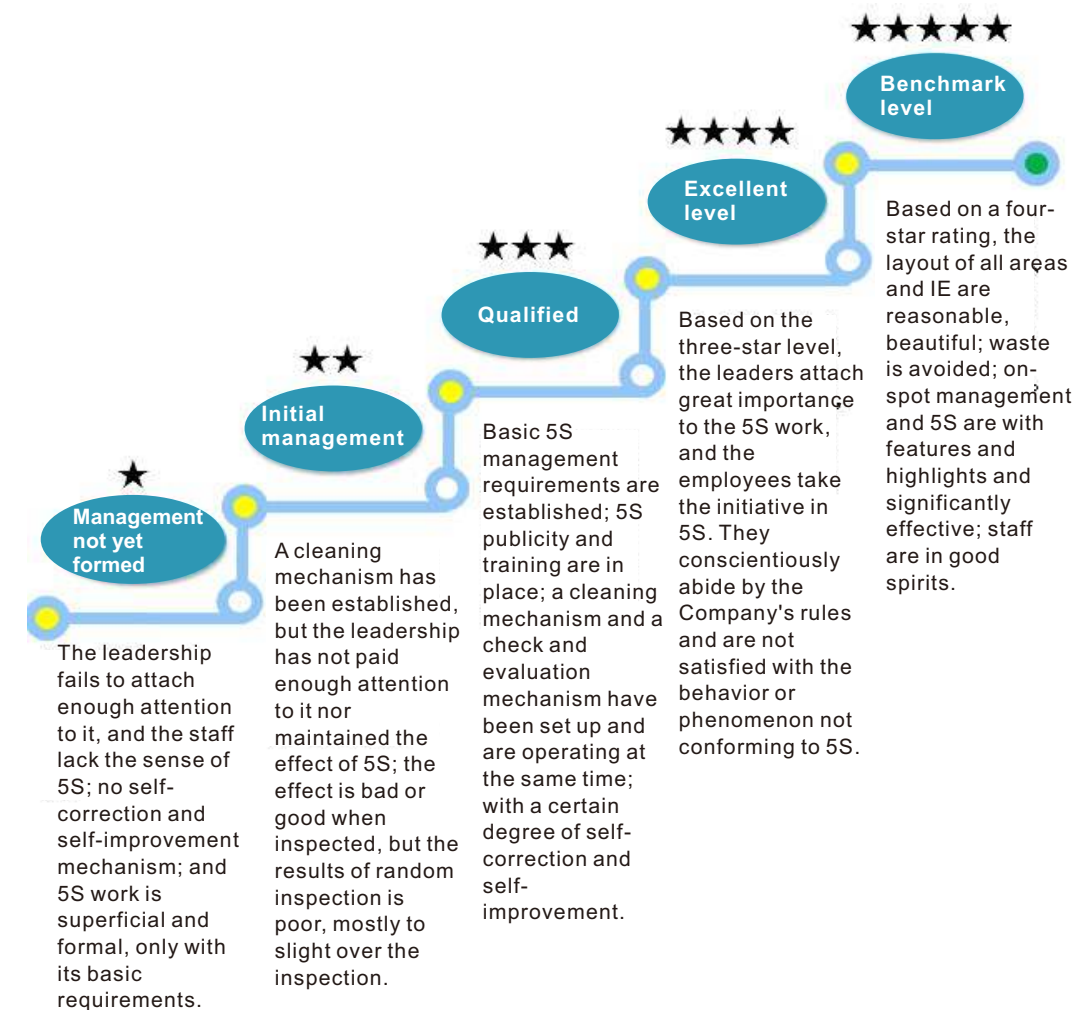 Management
not yet
formed
The leadership
fails to attach
enough attention
to it, and the staff
lack the sense of
5S; no self-
correction and
self-improvement
mechanism; and
5S work is
superficial and
formal, only with
its basic
requirements.
Initial
management
A cleaning
mechanism has
been established,
but the leadership
has not paid
enough attention
to it nor
maintained the
effect of 5S; the
effect is bad or
good when
inspected, but the
results of random
inspection is
poor, mostly to
slight over the
inspection.
Qualified
Basic 5S
management
requirements are
established; 5S
publicity and
training are in
place; a cleaning
mechanism and a
check and
evaluation
mechanism have
been set up and
are operating at
the same time;
with a certain
degree of self-
correction and
self-
improvement.
Excellent
level
Based on the
three-star level,
the leaders attach
great importance
to the 5S work,
and the
employees take
the initiative in
5S. They
conscientiously
abide by the
Company's rules
and are not
satisfied with the
behavior or
phenomenon not
conforming to 5S.
Benchmark
level
Based on a four-
star rating, the
layout of all areas
and IE are
reasonable,
beautiful; waste
is avoided; on-
spot management
and 5S are with
features and
highlights and
significantly
effective; staff
are in good
spirits.